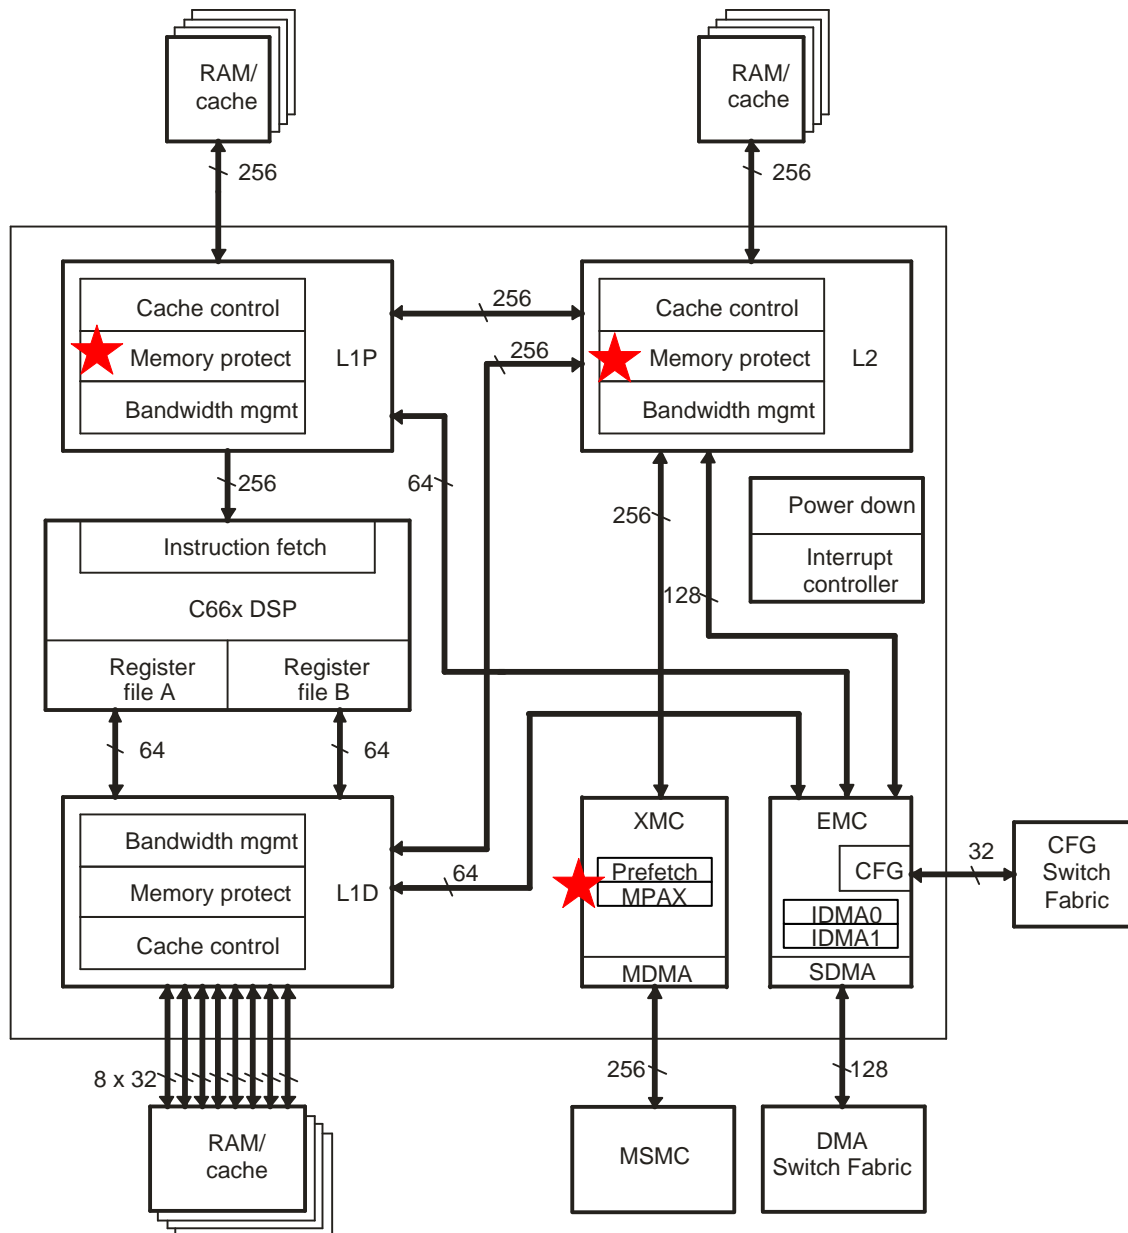 RAM/
cache
RAM/
cache
256
256
Cache control
Memory protect
Bandwidth mgmt
L1P
256
256
Cache control
Memory protect
Bandwidth mgmt
L2
256
64
256
128
Power down
Interrupt
controller
Instruction fetch
C66x DSP
Register
file A
Register
file B
64
64
Bandwidth mgmt
Memory protect
Cache control
L1D
64
XMC
Prefetch
MPAX
MDMA
EMC
CFG
IDMA0
IDMA1
SDMA
32
CFG
Switch
Fabric
8 x 32
256
128
RAM/
cache
MSMC
DMA
Switch Fabric